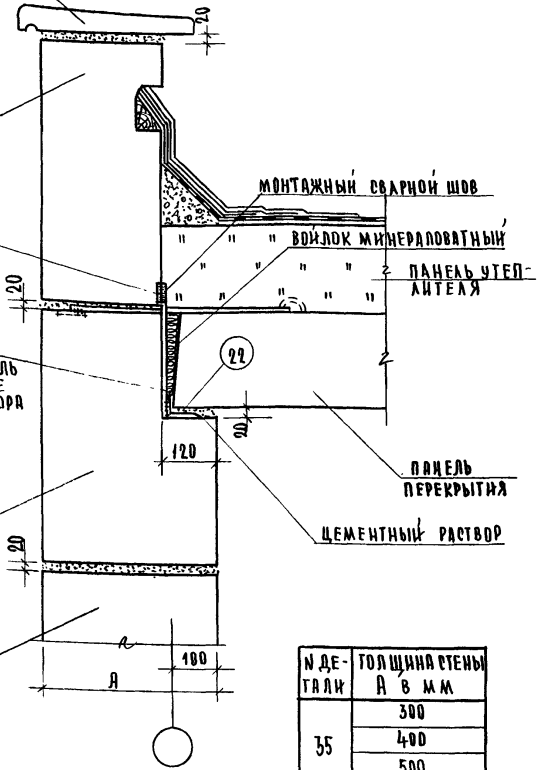 20
20
МОНТАЖНЫЙ СВАРНОЙ ШОВ
ВОЙЛОК МИНЕРАЛОВАТНЫЙ
ПАНЕЛЬ УТЕП-
ЛИТЕЛЯ
22
20
120
ПАНЕЛЬ
ПЕРЕКРЫТИЯ
ЦЕМЕНТНЫЙ РАСТВОР
20
100
А
N ДЕ-
ТАЛИ
ТОЛЩИНА СТЕНЫ
А В ММ
35
300
400
500